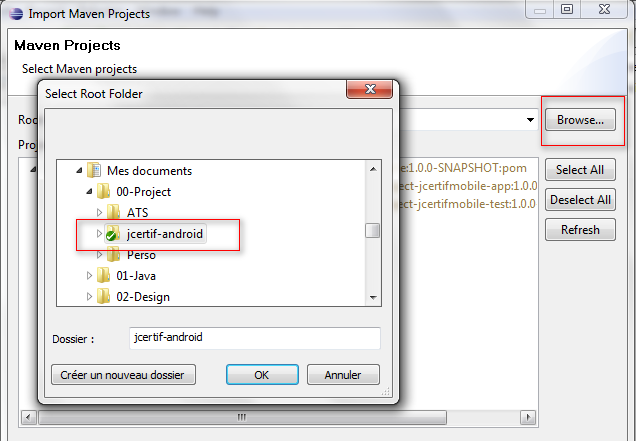 Import Maven Projects
Maven Projects
Select Maven projects
Select Root Folder
Roo
Browse...
Proj
Mes documents
00-Project
ATS
jcertif-android
Perso
01-Java
02-Design
e:1.0.0-SNAPSHOT:pom
ect-jcertifmobile-app:1.0.0
ect-jcertifmobile-test:1.0.0
Select All
Deselect All
Refresh
Dossier :
jcertif-android
Créer un nouveau dossier
OK
Annuler